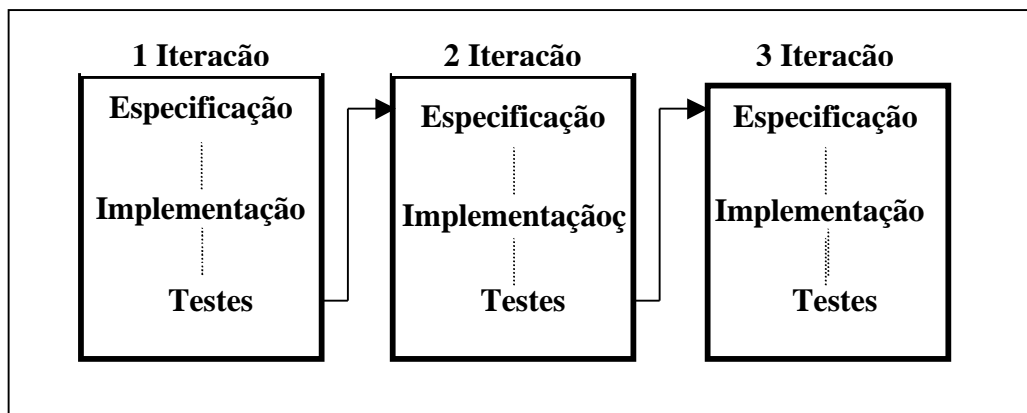 1 Iteracão
Especificação
Implementação
Testes
2 Iteracão
Especificação
Implementaçãoç
Testes
3 Iteracão
Especificação
Implementação
Testes